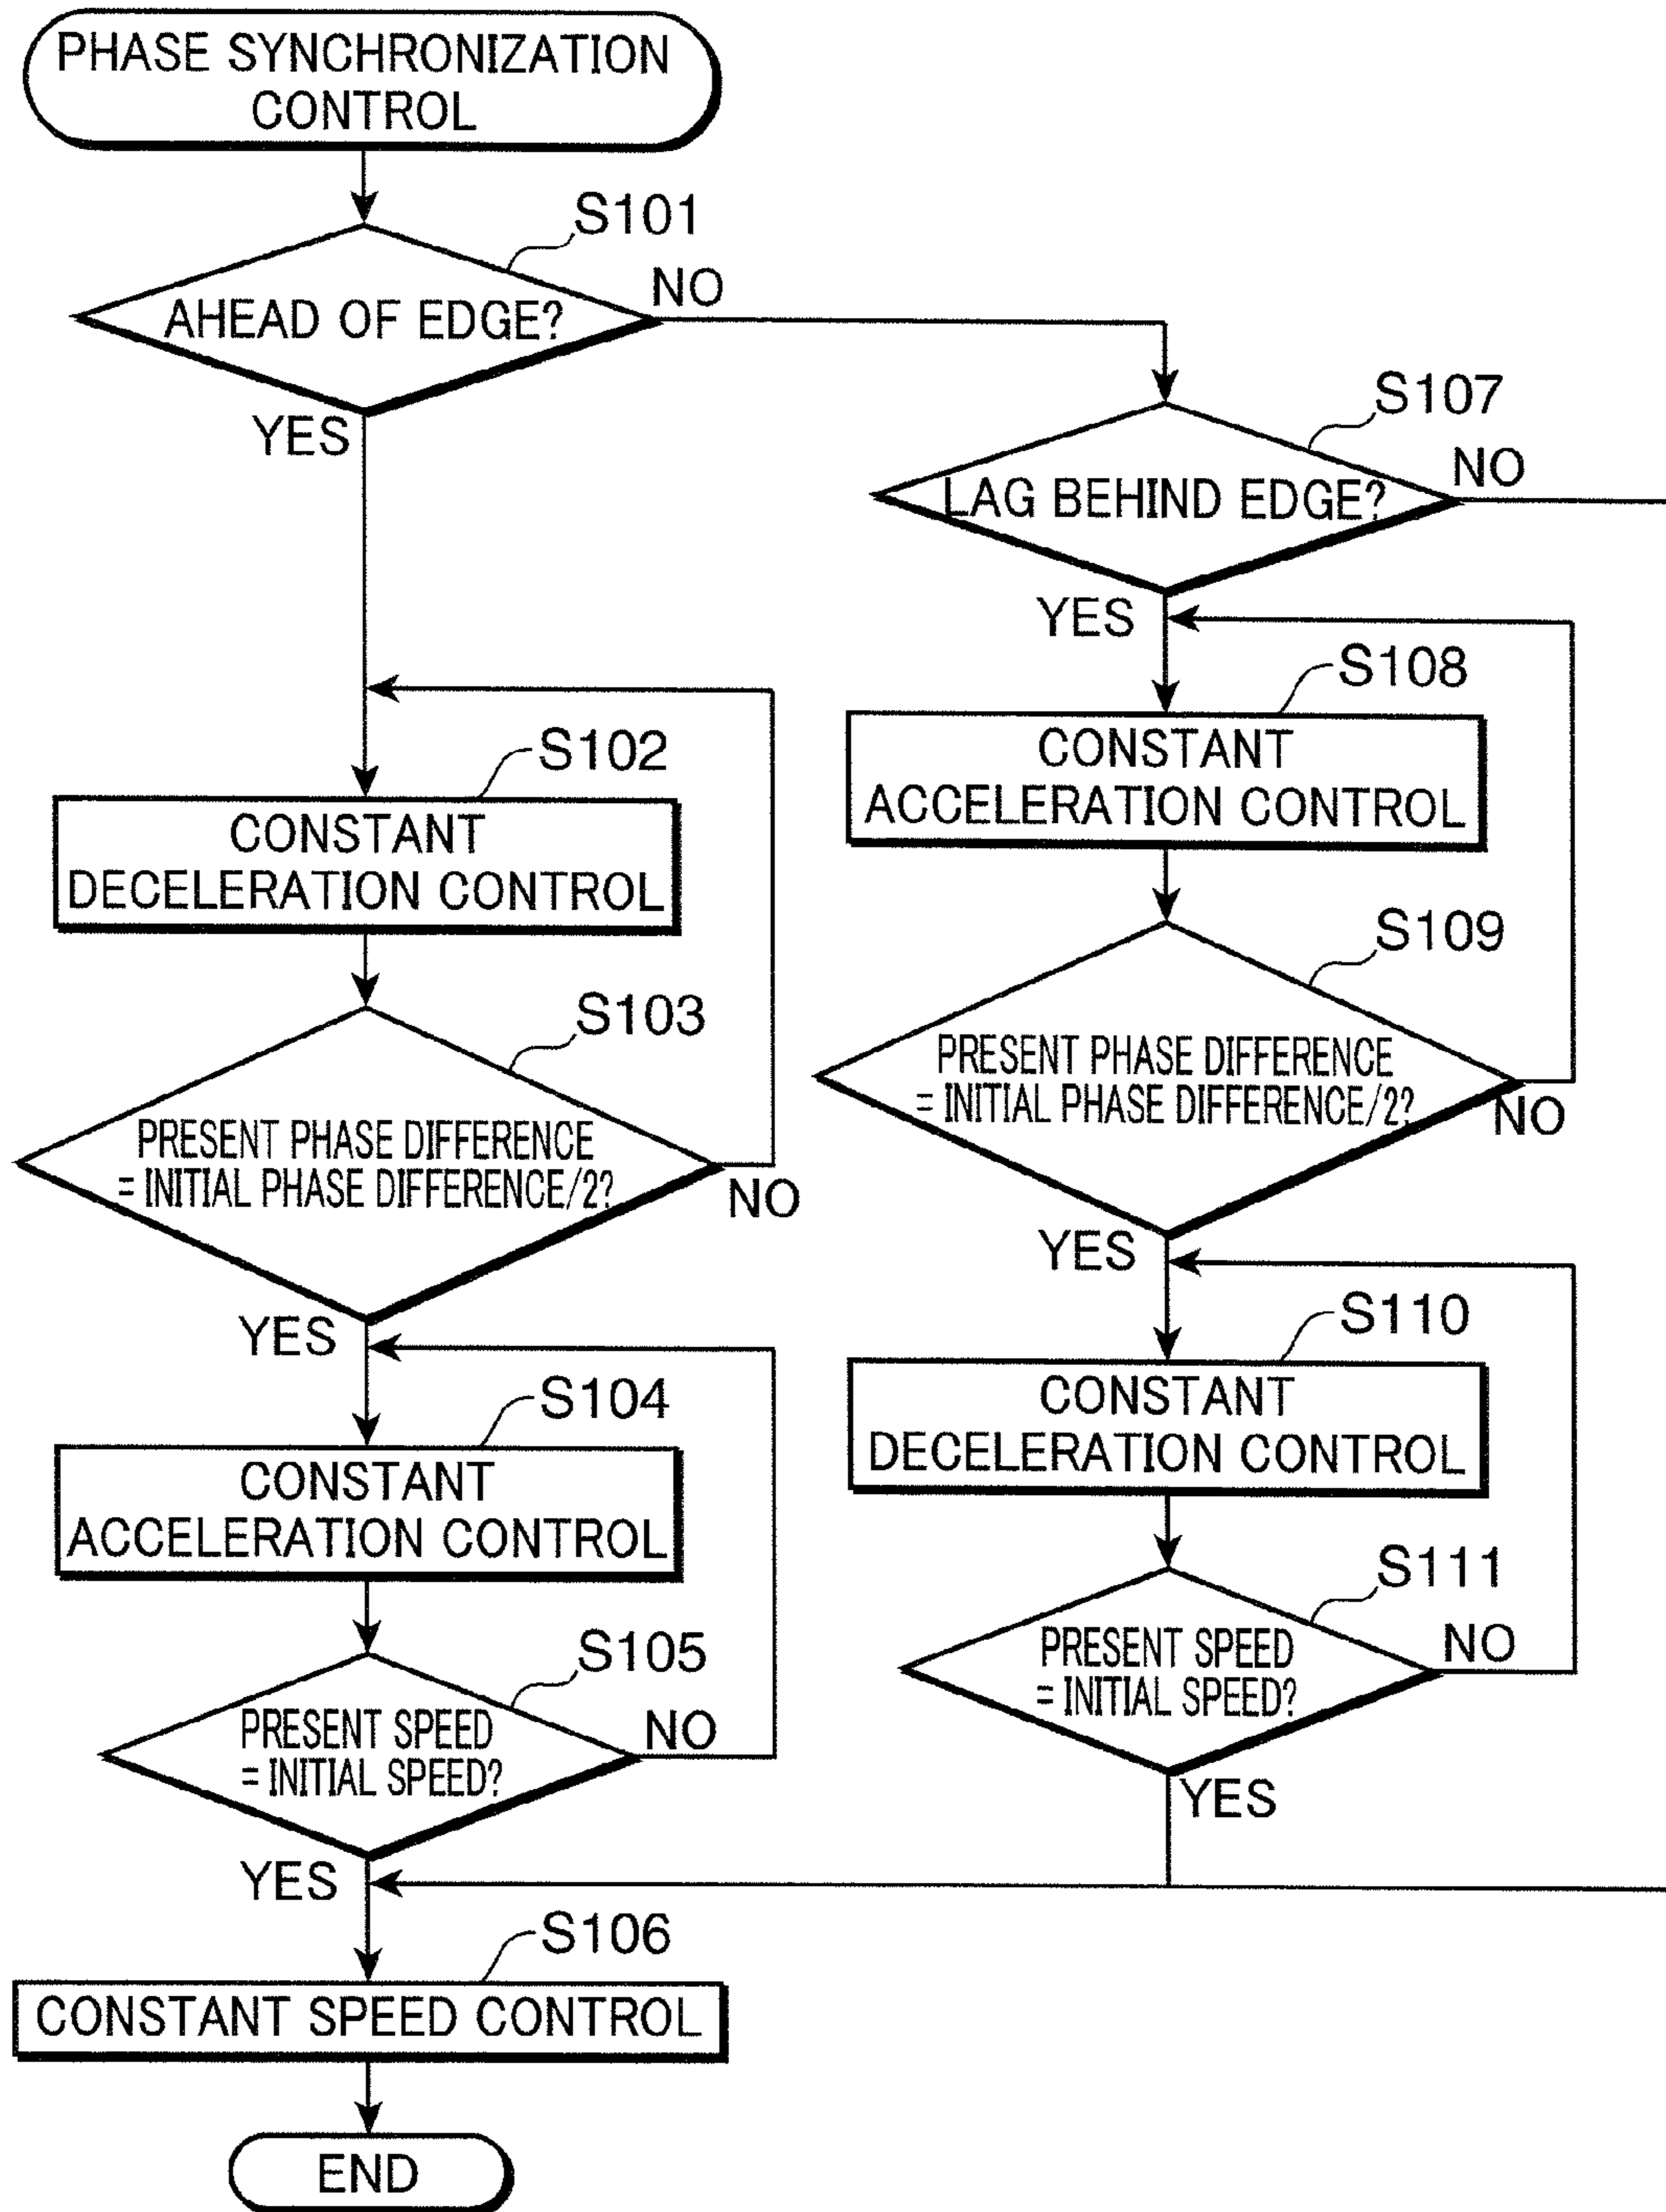 PHASE SYNCHRONIZATION
CONTROL
S101
AHEAD OF EDGE?
NO
YES
S107
LAG BEHIND EDGE?
NO
YES
S108
CONSTANT
ACCELERATION CONTROL
S102
CONSTANT
DECELERATION CONTROL
S109
PRESENT PHASE DIFFERENCE
= INITIAL PHASE DIFFERENCE/2?
NO
YES
S103
PRESENT PHASE DIFFERENCE
= INITIAL PHASE DIFFERENCE/2?
NO
YES
S110
CONSTANT
DECELERATION CONTROL
S104
CONSTANT
ACCELERATION CONTROL
S111
PRESENT SPEED
= INITIAL SPEED?
NO
YES
S105
PRESENT SPEED
= INITIAL SPEED?
NO
YES
S106
CONSTANT SPEED CONTROL
END